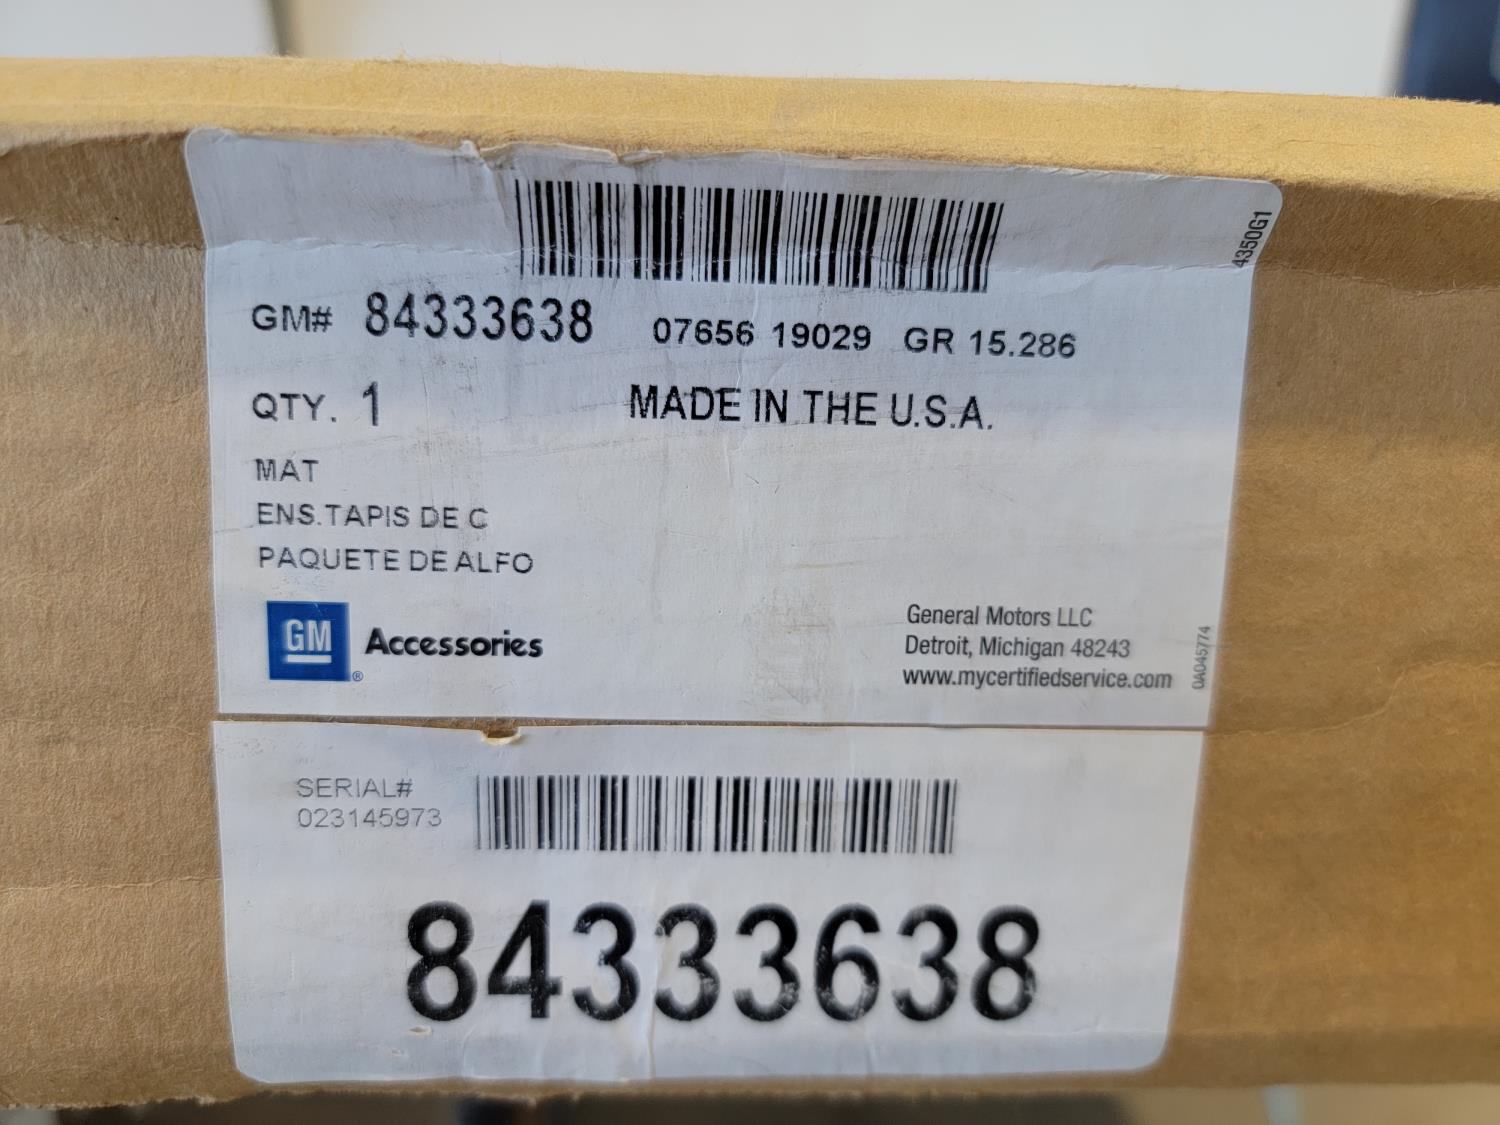 4350G1
GM# 84333638 07656 19029 GR 15.286
QTY. 1 MADE IN THE U.S.A.
MAT
ENS.TAPIS DE C
PAQUETE DE ALFO
GM® Accessories
General Motors LLC
Detroit, Michigan 48243
www.mycertifiedservice.com
0A045774
SERIAL#
023145973
84333638